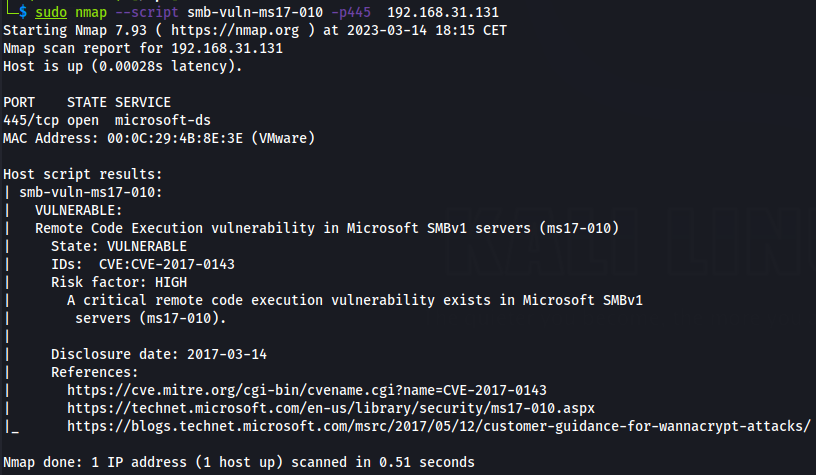 $ sudo nmap --script smb-vuln-ms17-010 -p445  192.168.31.131
Starting Nmap 7.93 ( https://nmap.org ) at 2023-03-14 18:15 CET
Nmap scan report for 192.168.31.131
Host is up (0.00028s latency).

PORT    STATE SERVICE
445/tcp open  microsoft-ds
MAC Address: 00:0C:29:4B:8E:3E (VMware)

Host script results:
| smb-vuln-ms17-010:
|   VULNERABLE:
|   Remote Code Execution vulnerability in Microsoft SMBv1 servers (ms17-010)
|     State: VULNERABLE
|     IDs:  CVE:CVE-2017-0143
|     Risk factor: HIGH
|       A critical remote code execution vulnerability exists in Microsoft SMBv1
|        servers (ms17-010).
|
|     Disclosure date: 2017-03-14
|     References:
|       https://cve.mitre.org/cgi-bin/cvename.cgi?name=CVE-2017-0143
|       https://technet.microsoft.com/en-us/library/security/ms17-010.aspx
|_      https://blogs.technet.microsoft.com/msrc/2017/05/12/customer-guidance-for-wannacrypt-attacks/

Nmap done: 1 IP address (1 host up) scanned in 0.51 seconds
KALI LIN